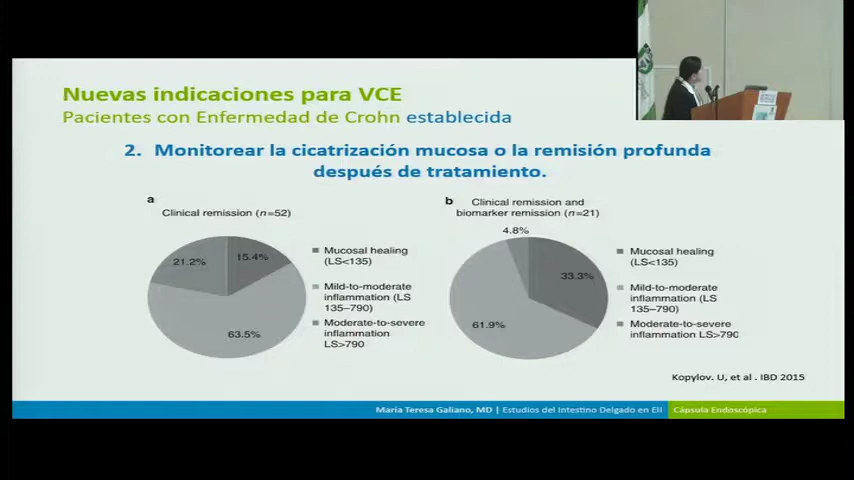 Nuevas indicaciones para VCE
Pacientes con Enfermedad de Crohn establecida
2. Monitorear la cicatrización mucosa o la remisión profunda
después de tratamiento.
a
Clinical remission (n=52)
21.2%
15.4%
63.5%
Mucosal healing
(LS<135)
Mild-to-moderate
inflammation (LS
135–790)
Moderate-to-severe
inflammation
LS>790
b
Clinical remission and
biomarker remission (n=21)
4.8%
33.3%
61.9%
Mucosal healing
(LS<135)
Mild-to-moderate
inflammation (LS
135–790)
Moderate-to-severe
inflammation LS>790
Kopylov. U, et al . IBD 2015
Maria Teresa Galiano, MD | Estudios del Intestino Delgado en EII
Cápsula Endoscópica